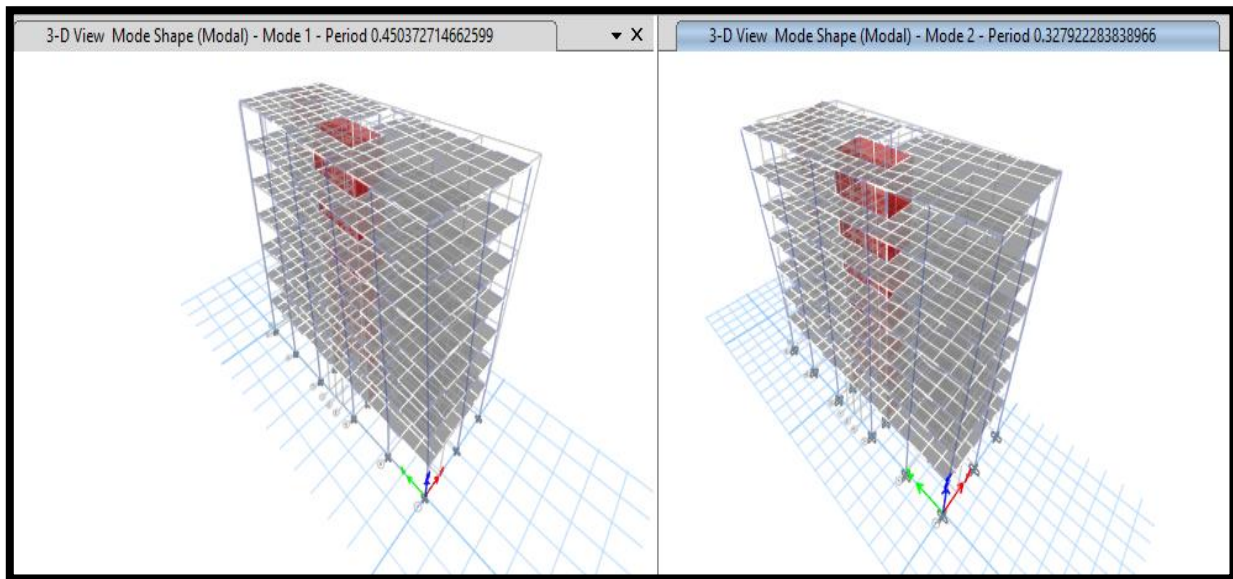 3-D View Mode Shape (Modal) - Mode 1 - Period 0.450372714662599
3-D View Mode Shape (Modal) - Mode 2 - Period 0.327922283838966